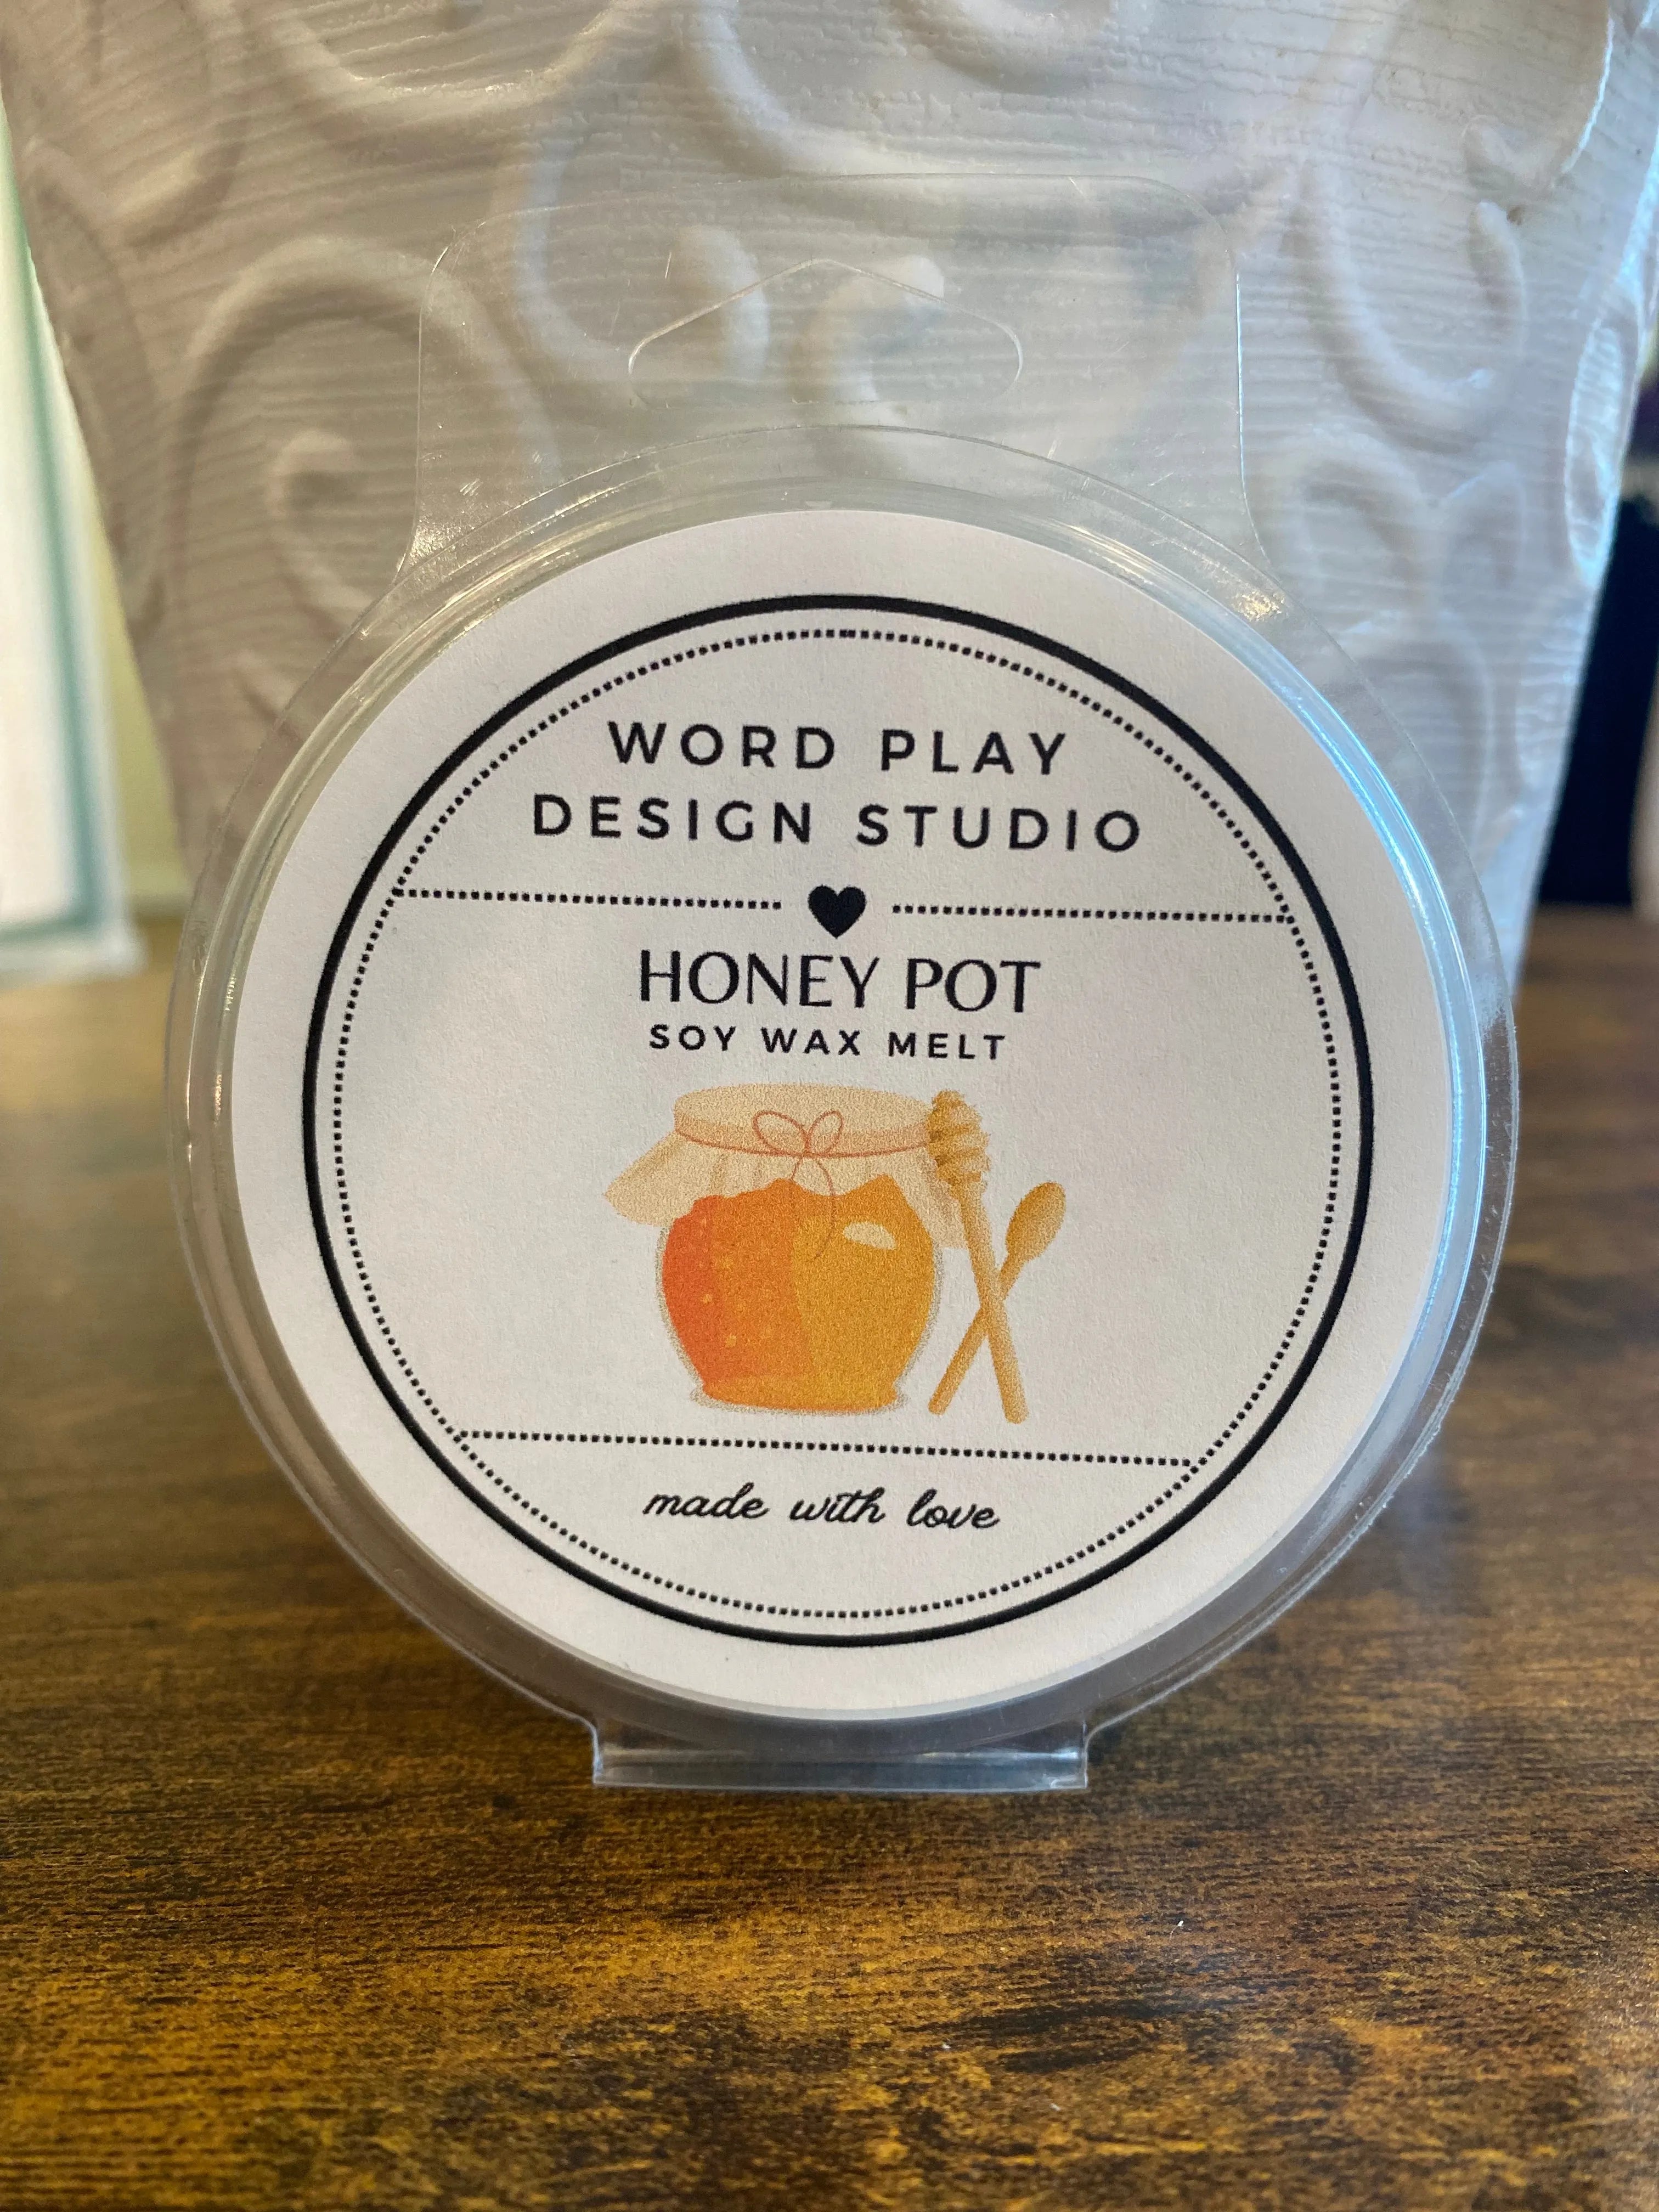 WORD PLAY
DESIGN STUDIO
HONEY POT
SOY WAX MELT
made with love